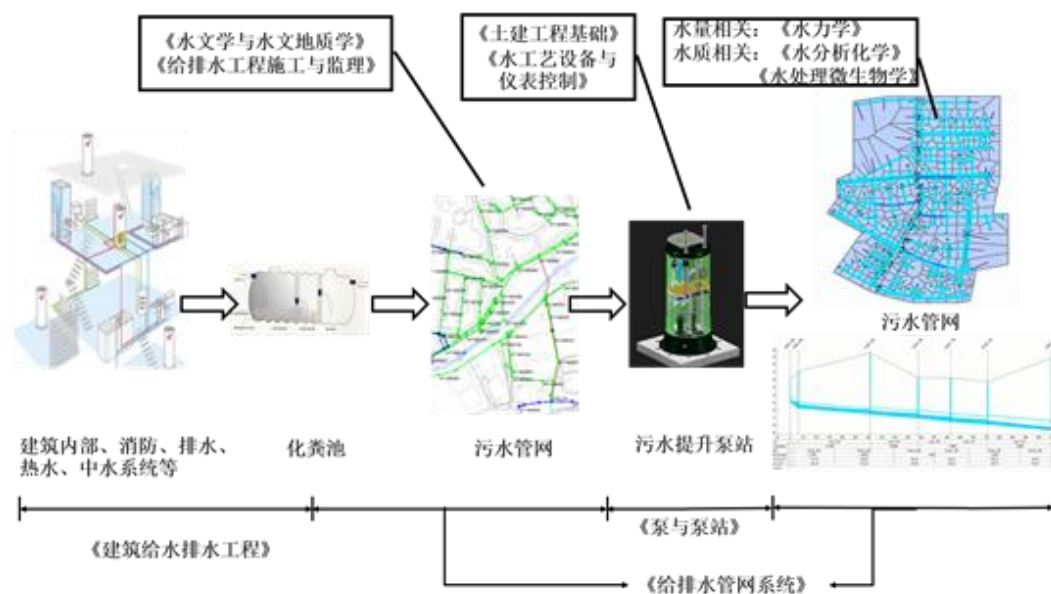 《水文学与水文地质学》
《给排水工程施工与监理》
《土建工程基础》
《水工艺设备与
仪表控制》
水量相关：《水力学》
水质相关：《水分析化学》
《水处理微生物学》
污水管网
建筑内部、消防、排水、
热水、中水系统等
化粪池
污水管网
污水提升泵站
《建筑给水排水工程》
《泵与泵站》
《给排水管网系统》